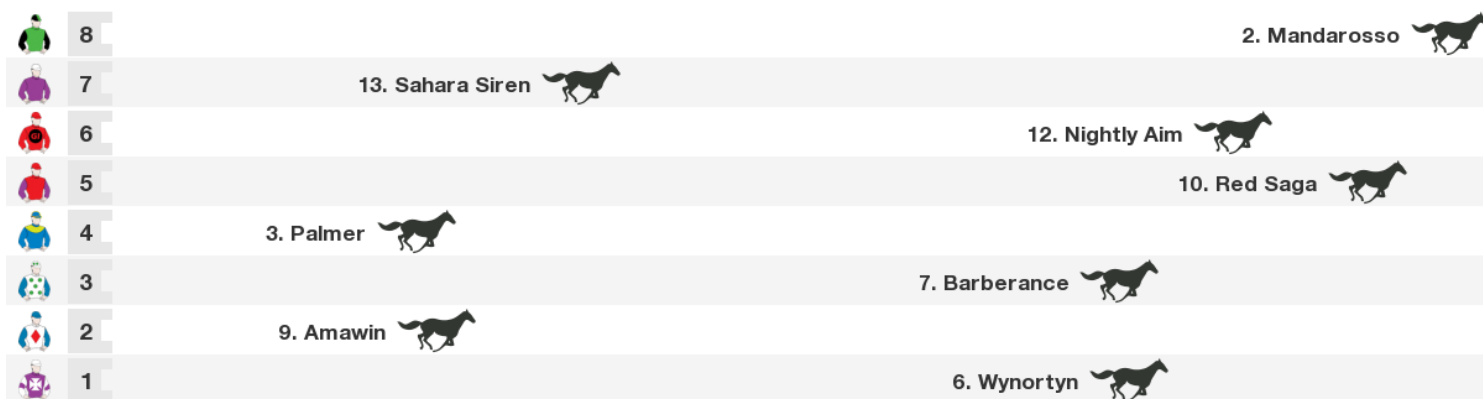 8 2. Mandarosso
7 13. Sahara Siren
6 12. Nightly Aim
5 10. Red Saga
4 3. Palmer
3 7. Barberance
2 9. Amawin
1 6. Wynortyn